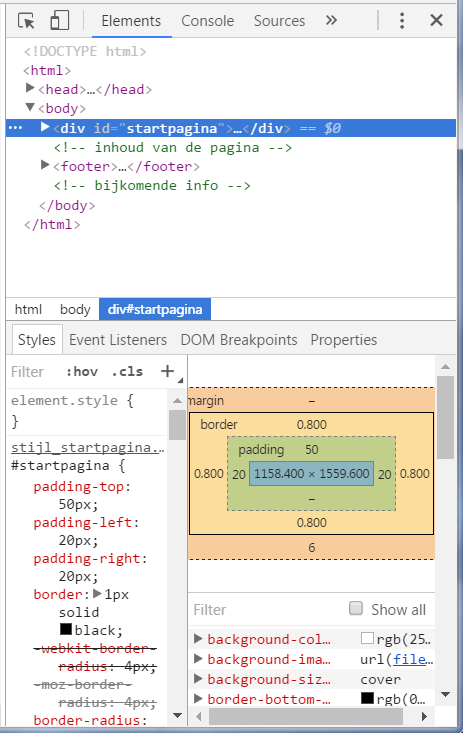 Elements Console Sources »
<!DOCTYPE html>
<html>
<head>…</head>
<body>
<div id="startpagina">…</div> == $0
<!-- inhoud van de pagina -->
<footer>…</footer>
<!-- bijkomende info -->
</body>
</html>
html body div#startpagina
Styles Event Listeners DOM Breakpoints Properties
Filter :hov .cls +
element.style {
}
stijl_startpagina.…
#startpagina {
padding-top:
50px;
padding-left:
20px;
padding-right:
20px;
border: 1px
solid
black;
-webkit-border-
radius: 4px;
-moz-border-
radius: 4px;
border-radius:
margin –
border 0.800
padding 50
0.800 20 1158.400 × 1559.600 20 0.800
–
0.800
6
Filter Show all
background-col… rgb(25…
background-ima… url(file…
background-siz… cover
border-bottom-… rgb(0…